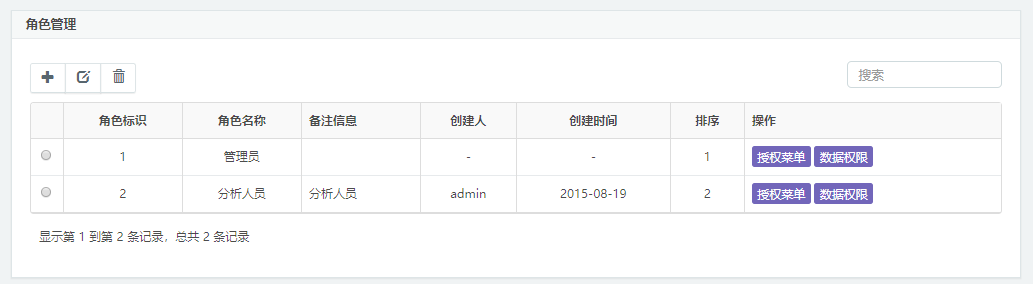 角色管理
搜索
角色标识 角色名称 备注信息 创建人 创建时间 排序 操作
1 管理员 - - 1 授权菜单 数据权限
2 分析人员 分析人员 admin 2015-08-19 2 授权菜单 数据权限
显示第 1 到第 2 条记录，总共 2 条记录